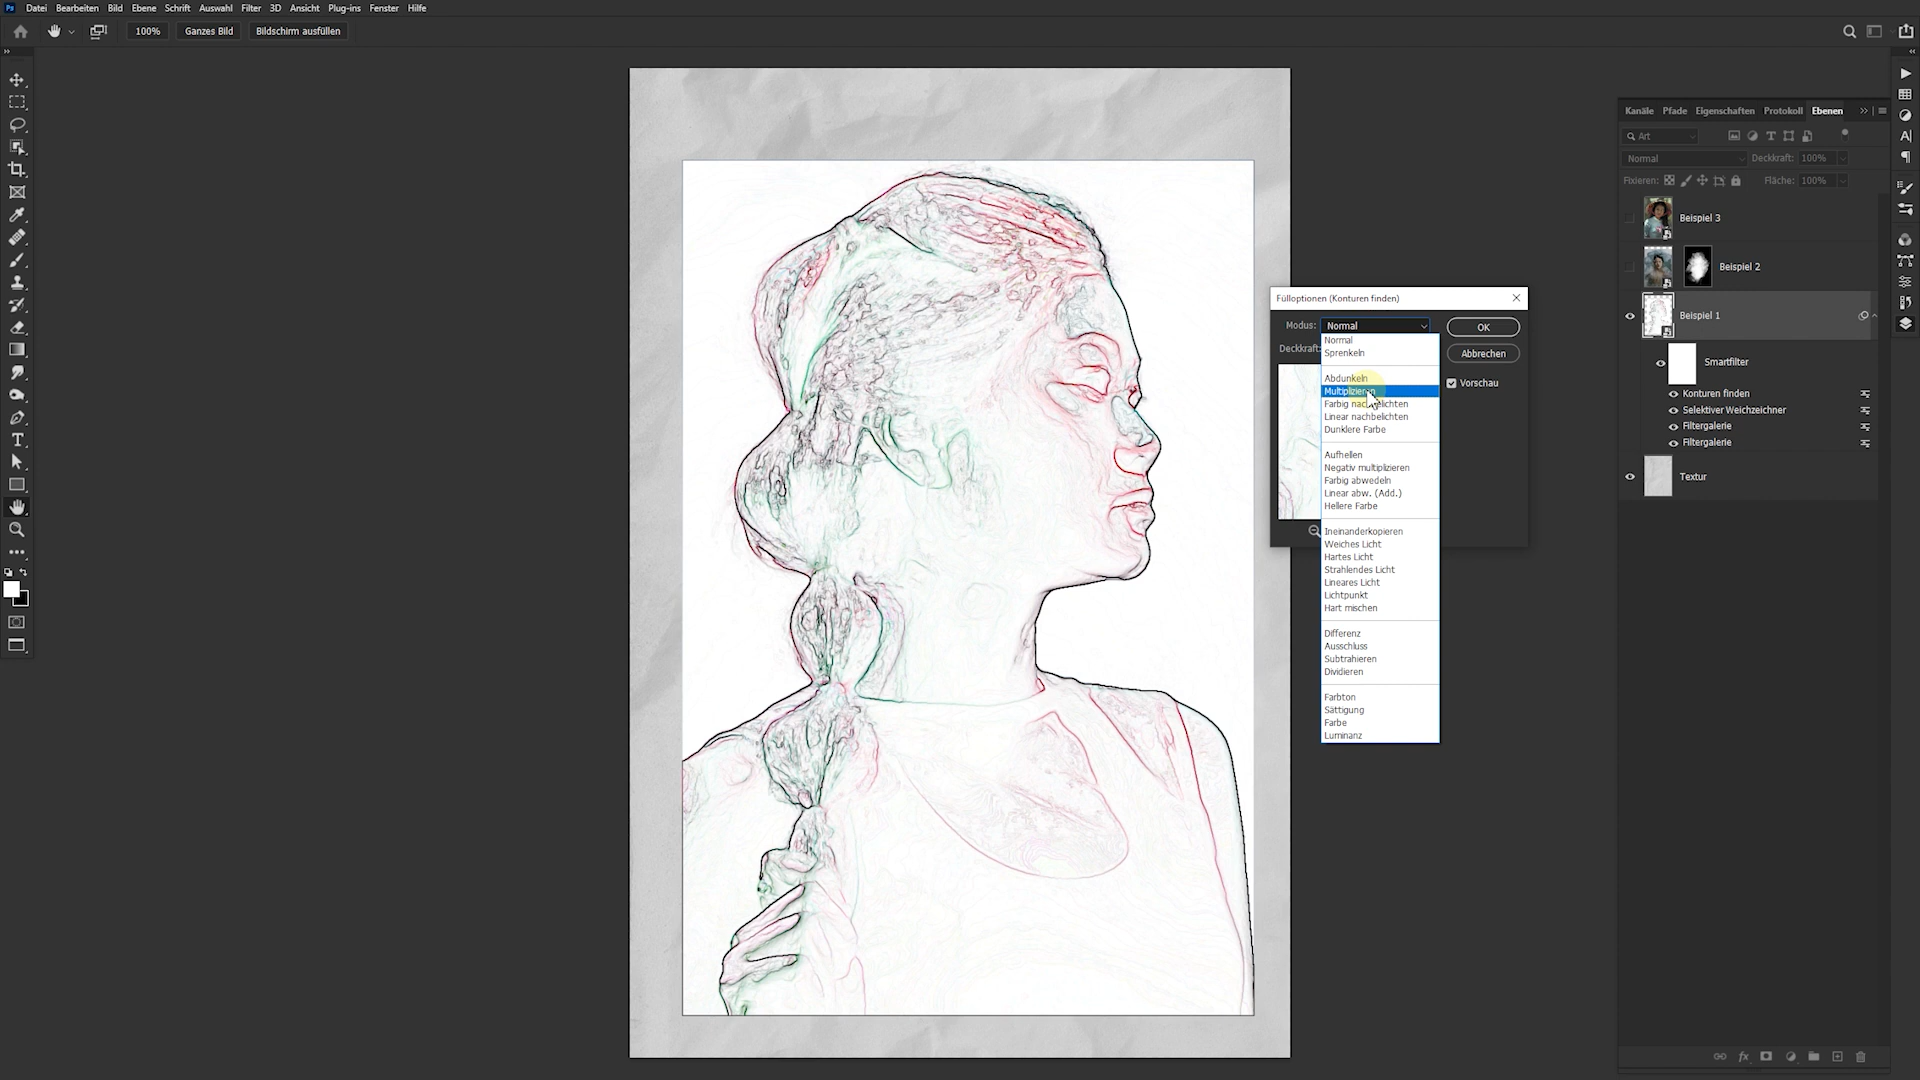 Ps Datei Bearbeiten Bild Ebene Schrift Auswahl Filter 3D Ansicht Plug-ins Fenster Hilfe
100% Ganzes Bild Bildschirm ausfüllen
Kanäle Pfade Eigenschaften Protokoll Ebenen
Art
Normal Deckkraft: 100%
Fixieren: Fläche: 100%
Beispiel 3
Beispiel 2
Beispiel 1
Smartfilter
Konturen finden
Selektiver Weichzeichner
Filtergalerie
Filtergalerie
Textur
Fülloptionen (Konturen finden)
Modus: Normal OK
Deckkraft: Abbrechen
Vorschau
Normal
Sprenkeln
Abdunkeln
Multiplizieren
Farbig nachbelichten
Linear nachbelichten
Dunklere Farbe
Aufhellen
Negativ multiplizieren
Farbig abwedeln
Linear abw. (Add.)
Hellere Farbe
Ineinanderkopieren
Weiches Licht
Hartes Licht
Strahlendes Licht
Lineares Licht
Lichtpunkt
Hart mischen
Differenz
Ausschluss
Subtrahieren
Dividieren
Farbton
Sättigung
Farbe
Luminanz